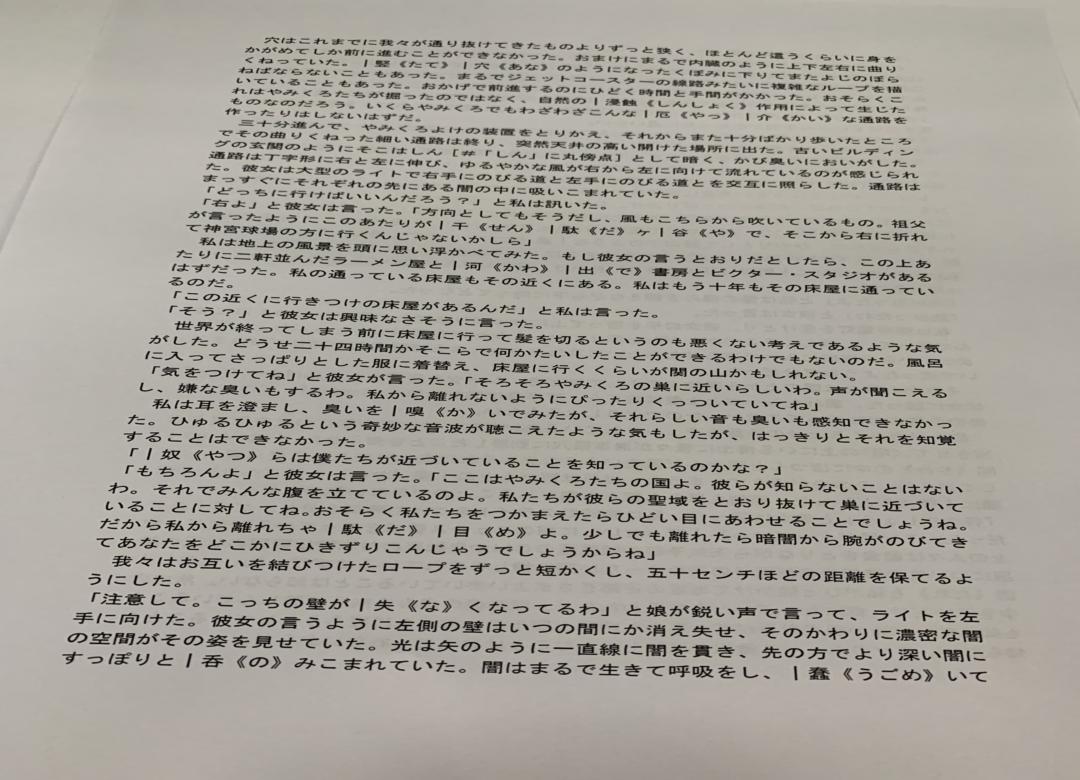 穴はこれまでに我々が通り抜けてきたものよりずっと狭く、ほとんど這うくらいに身を
かがめてしか前に進むことができなかった。おまけにまるで内臓のように上下左右に曲り
くねっていた。｜竪《たて》｜穴《あな》のようになったくぼみに下りてまたよじのぼら
ねばならないこともあった。まるでジェットコースターの線路みたいに複雑なループを描
いていることもあった。おかげで前進するのにひどく時間と手間がかかった。おそらくこ
れはやみくろたちが掘ったのではなく、自然の｜浸蝕《しんしょく》作用によって生じた
ものなのだろう。いくらやみくろでもわざわざこんな｜厄《やっ》｜介《かい》な通路を
作ったりはしないはずだ。
三十分進んで、やみくろよけの装置をとりかえ、それからまた十分ばかり歩いたところ
でその曲りくねった細い通路は終り、突然天井の高い開けた場所に出た。古いビルディン
グの玄関のようにそこはしん［＃「しん」に丸傍点］として暗く、かび臭いにおいがした。
通路は丁字形に右と左に伸び、ゆるやかな風が右から左に向けて流れているのが感じられ
た。彼女は大型のライトで右手にのびる道と左手にのびる道とを交互に照らした。通路は
まっすぐにそれぞれの先にある闇の中に吸いこまれていた。
「どっちに行けばいいんだろう？」と私は訊いた。
「右よ」と彼女は言った。「方向としてもそうだし、風もこちらから吹いているもの。祖父
が言ったようにこのあたりが｜千《せん》｜駄《だ》ヶ｜谷《や》で、そこから右に折れ
て神宮球場の方に行くんじゃないかしら」
私は地上の風景を頭に思い浮かべてみた。もし彼女の言うとおりだとしたら、この上あ
たりに二軒並んだラーメン屋と｜河《かわ》｜出《で》書房とビクター・スタジオがある
はずだった。私の通っている床屋もその近くにある。私はもう十年もその床屋に通ってい
るのだ。
「この近くに行きつけの床屋があるんだ」と私は言った。
「そう？」と彼女は興味なさそうに言った。
世界が終ってしまう前に床屋に行って髪を切るというのも悪くない考えであるような気
がした。どうせ二十四時間かそこらで何かたいしたことができるわけでもないのだ。風呂
に入ってさっぱりとした服に着替え、床屋に行くくらいが関の山かもしれない。
「気をつけてね」と彼女が言った。「そろそろやみくろの巣に近いらしいわ。声が聞こえる
し、嫌な臭いもするわ。私から離れないようにぴったりくっついていてね」
私は耳を澄まし、臭いを｜嗅《か》いでみたが、それらしい音も臭いも感知できなかっ
た。ひゅるひゅるという奇妙な音波が聴こえたような気もしたが、はっきりとそれを知覚
することはできなかった。
「｜奴《やつ》らは僕たちが近づいていることを知っているのかな？」
「もちろんよ」と彼女は言った。「ここはやみくろたちの国よ。彼らが知らないことはない
わ。それでみんな腹を立てているのよ。私たちが彼らの聖域をとおり抜けて巣に近づいて
いることに対してね。おそらく私たちをつかまえたらひどい目にあわせることでしょうね。
だから私から離れちゃ｜駄《だ》｜目《め》よ。少しでも離れたら暗闇から腕がのびてき
てあなたをどこかにひきずりこんじゃうでしょうからね」
我々はお互いを結びつけたロープをずっと短かくし、五十センチほどの距離を保てるよ
うにした。
「注意して。こっちの壁が｜失《な》くなってるわ」と娘が鋭い声で言って、ライトを左
手に向けた。彼女の言うように左側の壁はいつの間にか消え失せ、そのかわりに濃密な闇
の空間がその姿を見せていた。光は矢のように一直線に闇を貫き、先の方でより深い闇に
すっぽりと｜呑《の》みこまれていた。闇はまるで生きて呼吸をし、｜蠢《うごめ》いて